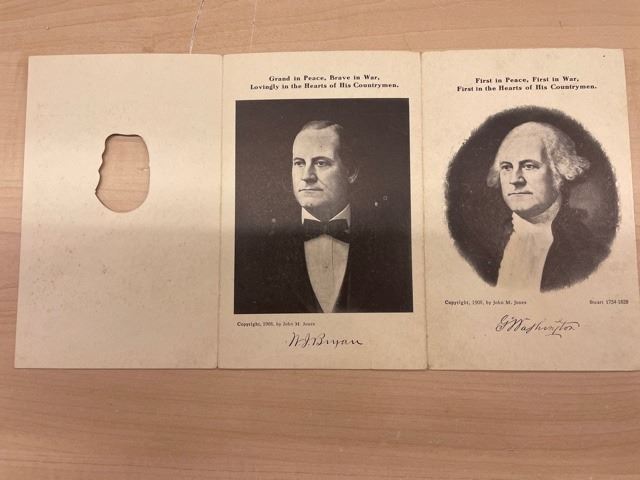 Grand in Peace, Brave in War,
Lovingly in the Hearts of His Countrymen.
Copyright, 1908, by John M. Jones
W.J.Bryan
First in Peace, First in War,
First in the Hearts of His Countrymen.
Copyright, 1908, by John M. Jones
Stuart 1754-1828
G Washington